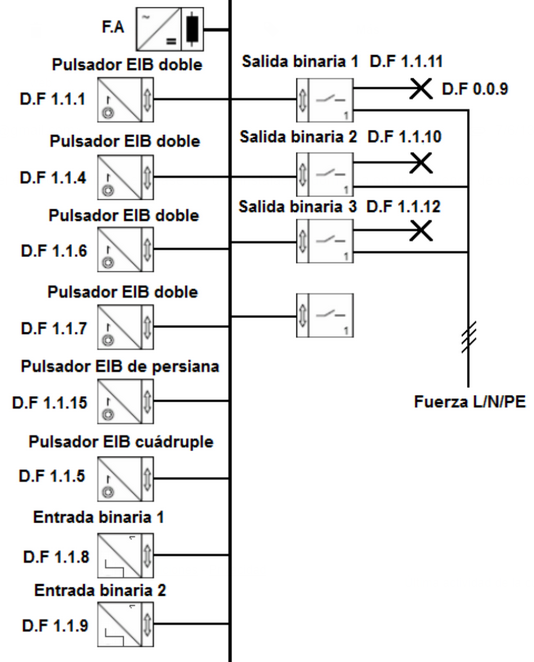 F.A
~
=
Pulsador EIB doble
Salida binaria 1 D.F 1.1.11
D.F 1.1.1
D.F 0.0.9
1
Pulsador EIB doble
Salida binaria 2 D.F 1.1.10
D.F 1.1.4
1
Pulsador EIB doble
Salida binaria 3 D.F 1.1.12
D.F 1.1.6
1
Pulsador EIB doble
D.F 1.1.7
1
Pulsador EIB de persiana
D.F 1.1.15
Fuerza L/N/PE
Pulsador EIB cuádruple
D.F 1.1.5
Entrada binaria 1
D.F 1.1.8
Entrada binaria 2
D.F 1.1.9